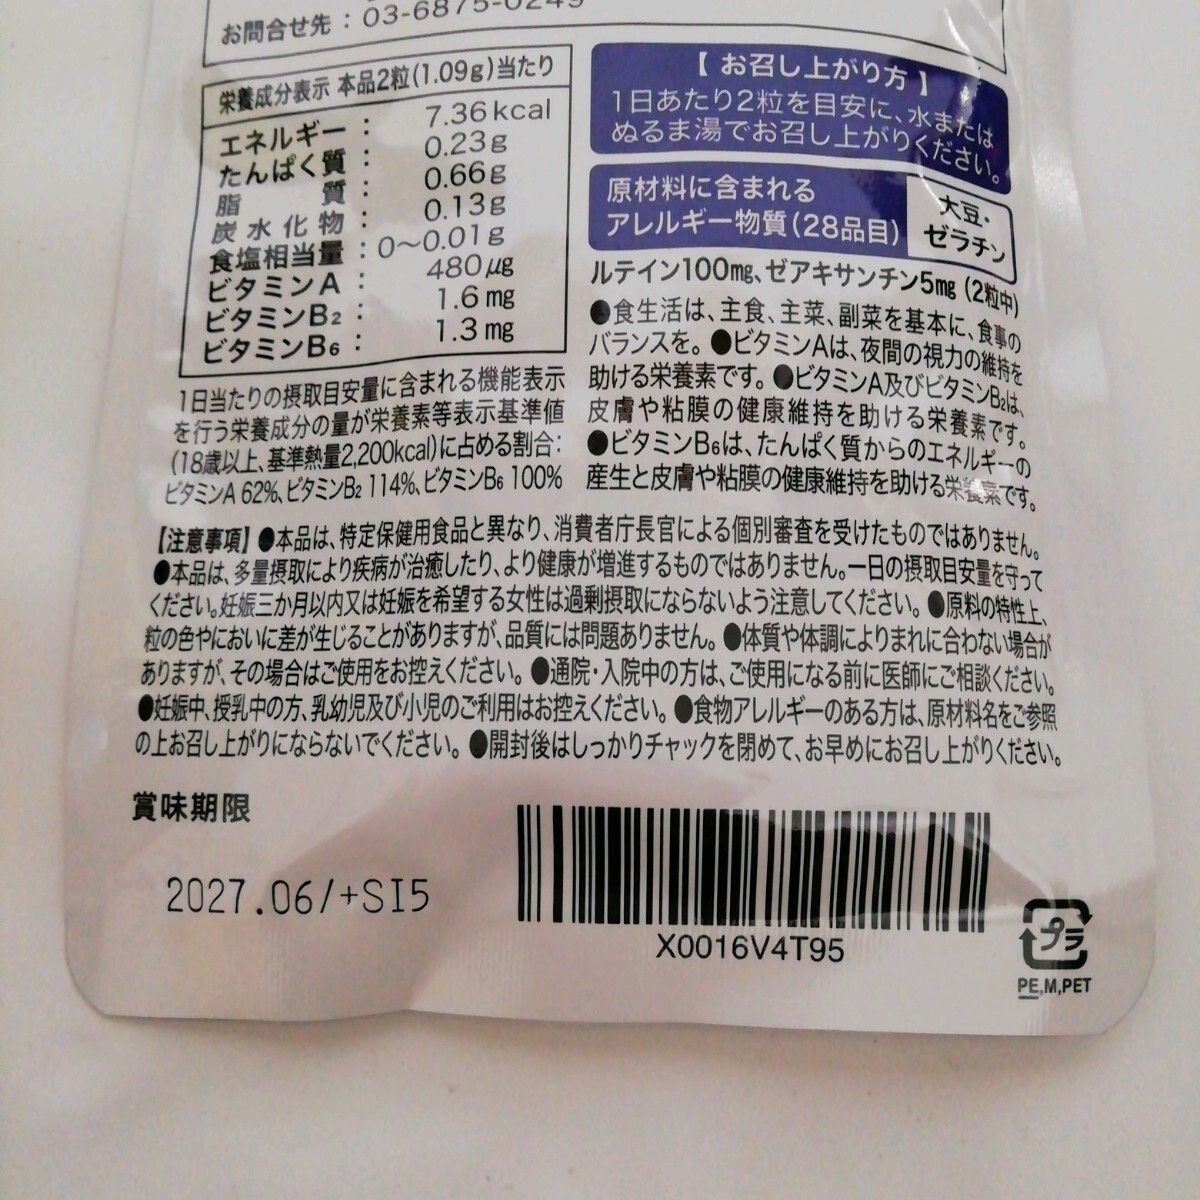 お問合せ先：03-6875-0249
栄養成分表示 本品2粒(1.09g)当たり
エネルギー：7.36kcal
たんぱく質：0.23g
脂質：0.66g
炭水化物：0.13g
食塩相当量：0～0.01g
ビタミンA：480㎍
ビタミンB₂：1.6㎎
ビタミンB₆：1.3㎎
1日当たりの摂取目安量に含まれる機能表示
を行う栄養成分の量が栄養素等表示基準値
(18歳以上、基準熱量2,200kcal)に占める割合：
ビタミンA 62%、ビタミンB₂ 114%、ビタミンB₆ 100%
【 お召し上がり方 】
1日あたり2粒を目安に、水または
ぬるま湯でお召し上がりください。
原材料に含まれる
アレルギー物質(28品目)
大豆・
ゼラチン
ルテイン100㎎、ゼアキサンチン5㎎ (2粒中)
●食生活は、主食、主菜、副菜を基本に、食事の
バランスを。●ビタミンAは、夜間の視力の維持を
助ける栄養素です。●ビタミンA及びビタミンB₂は、
皮膚や粘膜の健康維持を助ける栄養素です。
●ビタミンB₆は、たんぱく質からのエネルギーの
産生と皮膚や粘膜の健康維持を助ける栄養素です。
【注意事項】●本品は、特定保健用食品と異なり、消費者庁長官による個別審査を受けたものではありません。
●本品は、多量摂取により疾病が治癒したり、より健康が増進するものではありません。一日の摂取目安量を守って
ください。妊娠三か月以内又は妊娠を希望する女性は過剰摂取にならないよう注意してください。●原料の特性上、
粒の色やにおいに差が生じることがありますが、品質には問題ありません。●体質や体調によりまれに合わない場合が
ありますが、その場合はご使用をお控えください。●通院・入院中の方は、ご使用になる前に医師にご相談ください。
●妊娠中、授乳中の方、乳幼児及び小児のご利用はお控えください。●食物アレルギーのある方は、原材料名をご参照
の上お召し上がりにならないでください。●開封後はしっかりチャックを閉めて、お早めにお召し上がりください。
賞味期限
2027.06/+SI5
X0016V4T95
プラ
PE,M,PET